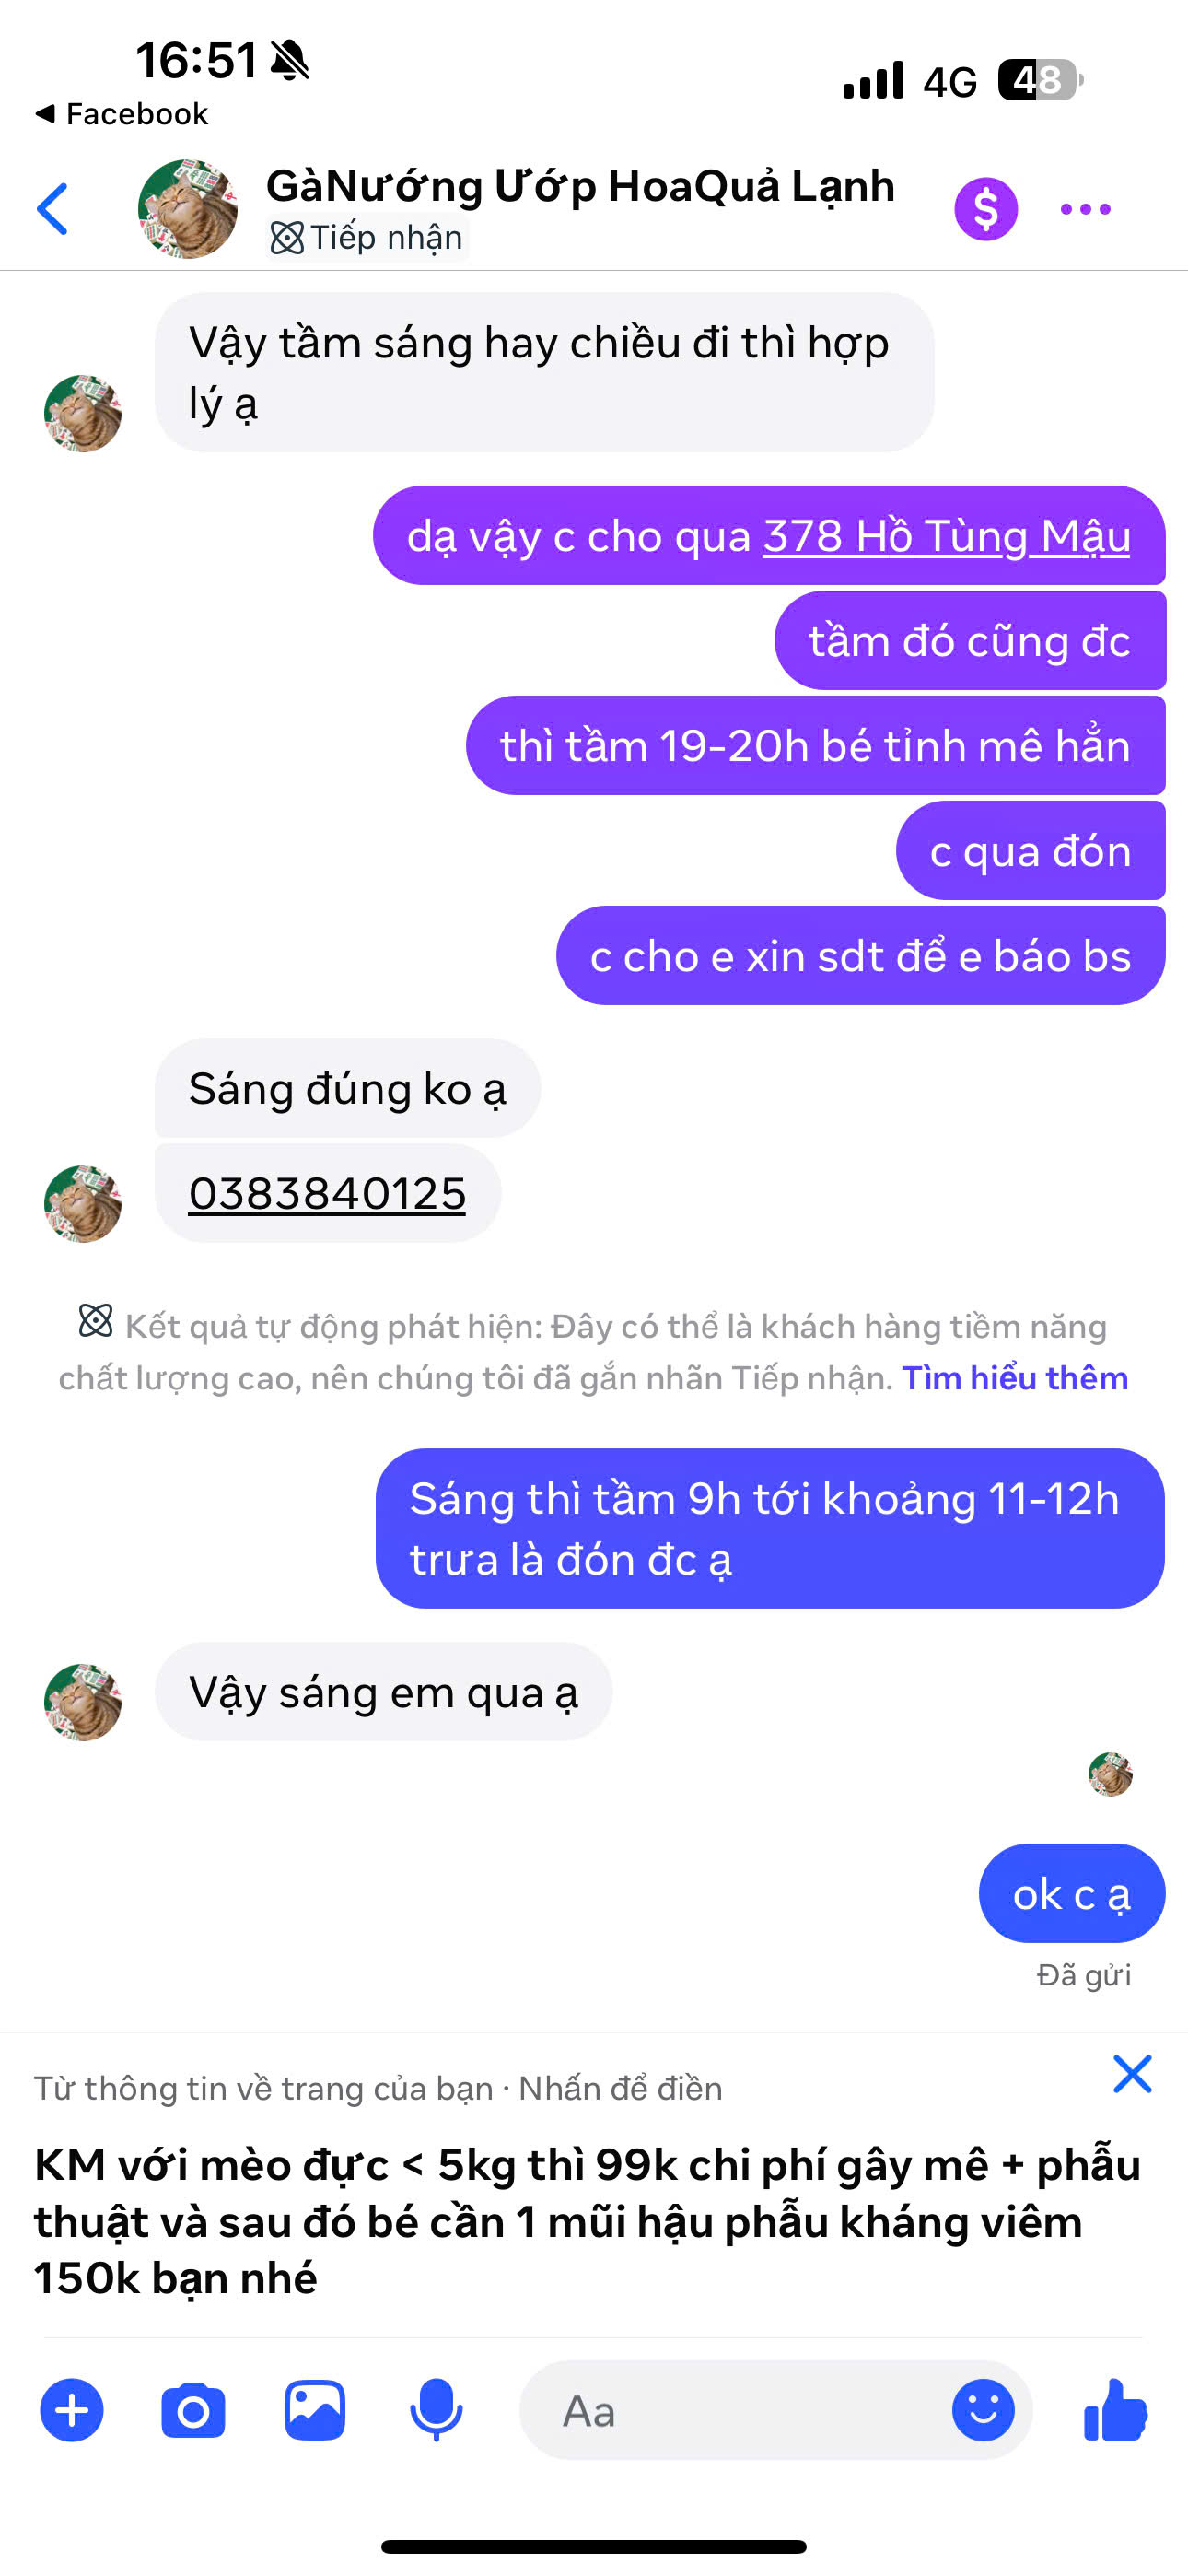 16:51
4G 48
Facebook
GàNướng Ướp HoaQuả Lạnh
Tiếp nhận
Vậy tầm sáng hay chiều đi thì hợp
lý ạ
dạ vậy c cho qua 378 Hồ Tùng Mậu
tầm đó cũng đc
thì tầm 19-20h bé tỉnh mê hẳn
c qua đón
c cho e xin sdt để e báo bs
Sáng đúng ko ạ
0383840125
Kết quả tự động phát hiện: Đây có thể là khách hàng tiềm năng
chất lượng cao, nên chúng tôi đã gắn nhãn Tiếp nhận. Tìm hiểu thêm
Sáng thì tầm 9h tới khoảng 11-12h
trưa là đón đc ạ
Vậy sáng em qua ạ
ok c ạ
Đã gửi
Từ thông tin về trang của bạn · Nhấn để điền
KM với mèo đực < 5kg thì 99k chi phí gây mê + phẫu
thuật và sau đó bé cần 1 mũi hậu phẫu kháng viêm
150k bạn nhé
Aa